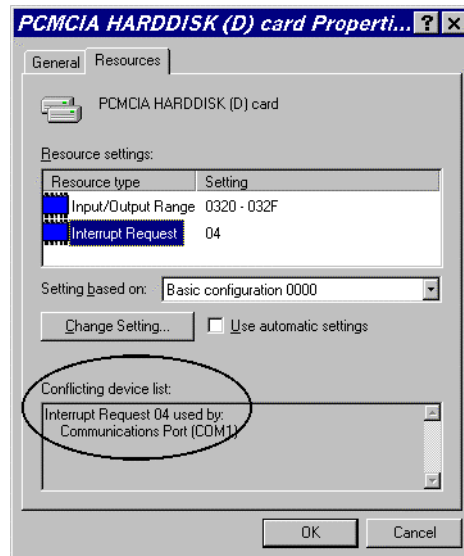 PCMCIA HARDDISK (D) card Properti... ? ×
General Resources
PCMCIA HARDDISK (D) card
Resource settings:
Resource type Setting
Input/Output Range 0320 - 032F
Interrupt Request 04
Setting based on: Basic configuration 0000
Change Setting... Use automatic settings
Conflicting device list:
Interrupt Request 04 used by:
Communications Port (COM1)
OK Cancel